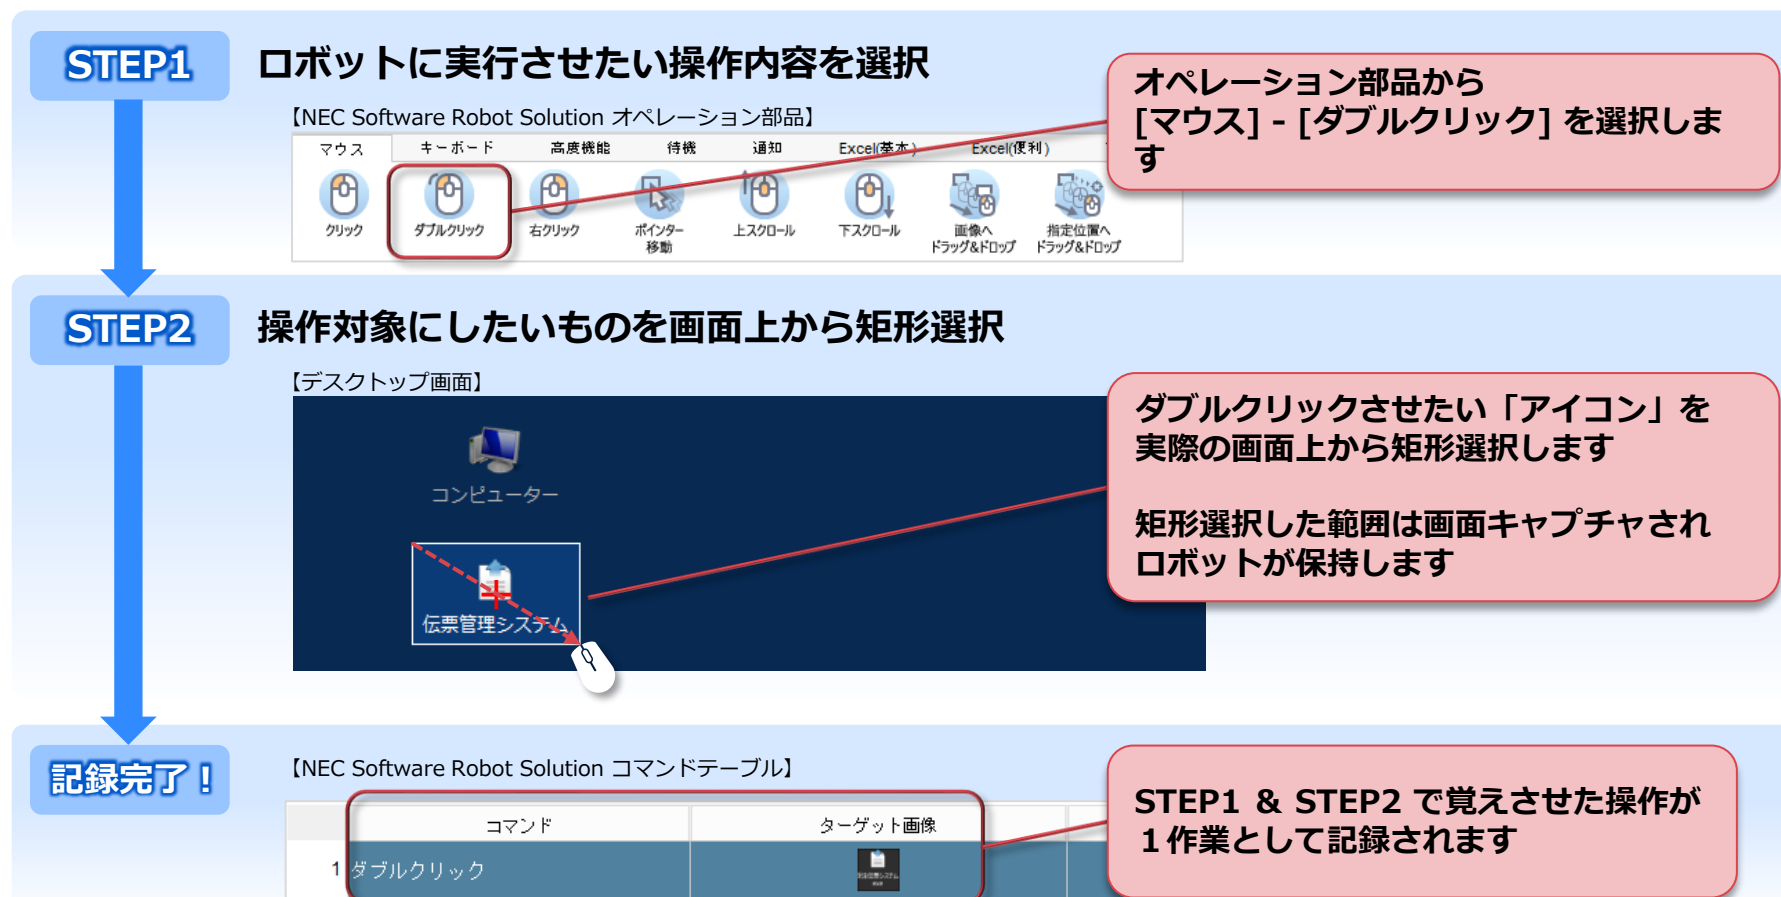 STEP1
ロボットに実行させたい操作内容を選択
オペレーション部品から
[マウス] - [ダブルクリック] を選択しま
す
【NEC Software Robot Solution オペレーション部品】
マウス キーボード 高度機能 待機 通知 Excel(基本) Excel(便利)
クリック ダブルクリック 右クリック ポインター 上スクロール 下スクロール 画像へ 指定位置へ
移動 ドラッグ&ドロップ ドラッグ&ドロップ
STEP2
操作対象にしたいものを画面上から矩形選択
【デスクトップ画面】
コンピューター
伝票管理システム
ダブルクリックさせたい「アイコン」を
実際の画面上から矩形選択します
矩形選択した範囲は画面キャプチャされ
ロボットが保持します
記録完了！
【NEC Software Robot Solution コマンドテーブル】
コマンド ターゲット画像
1 ダブルクリック
STEP1 & STEP2 で覚えさせた操作が
１作業として記録されます